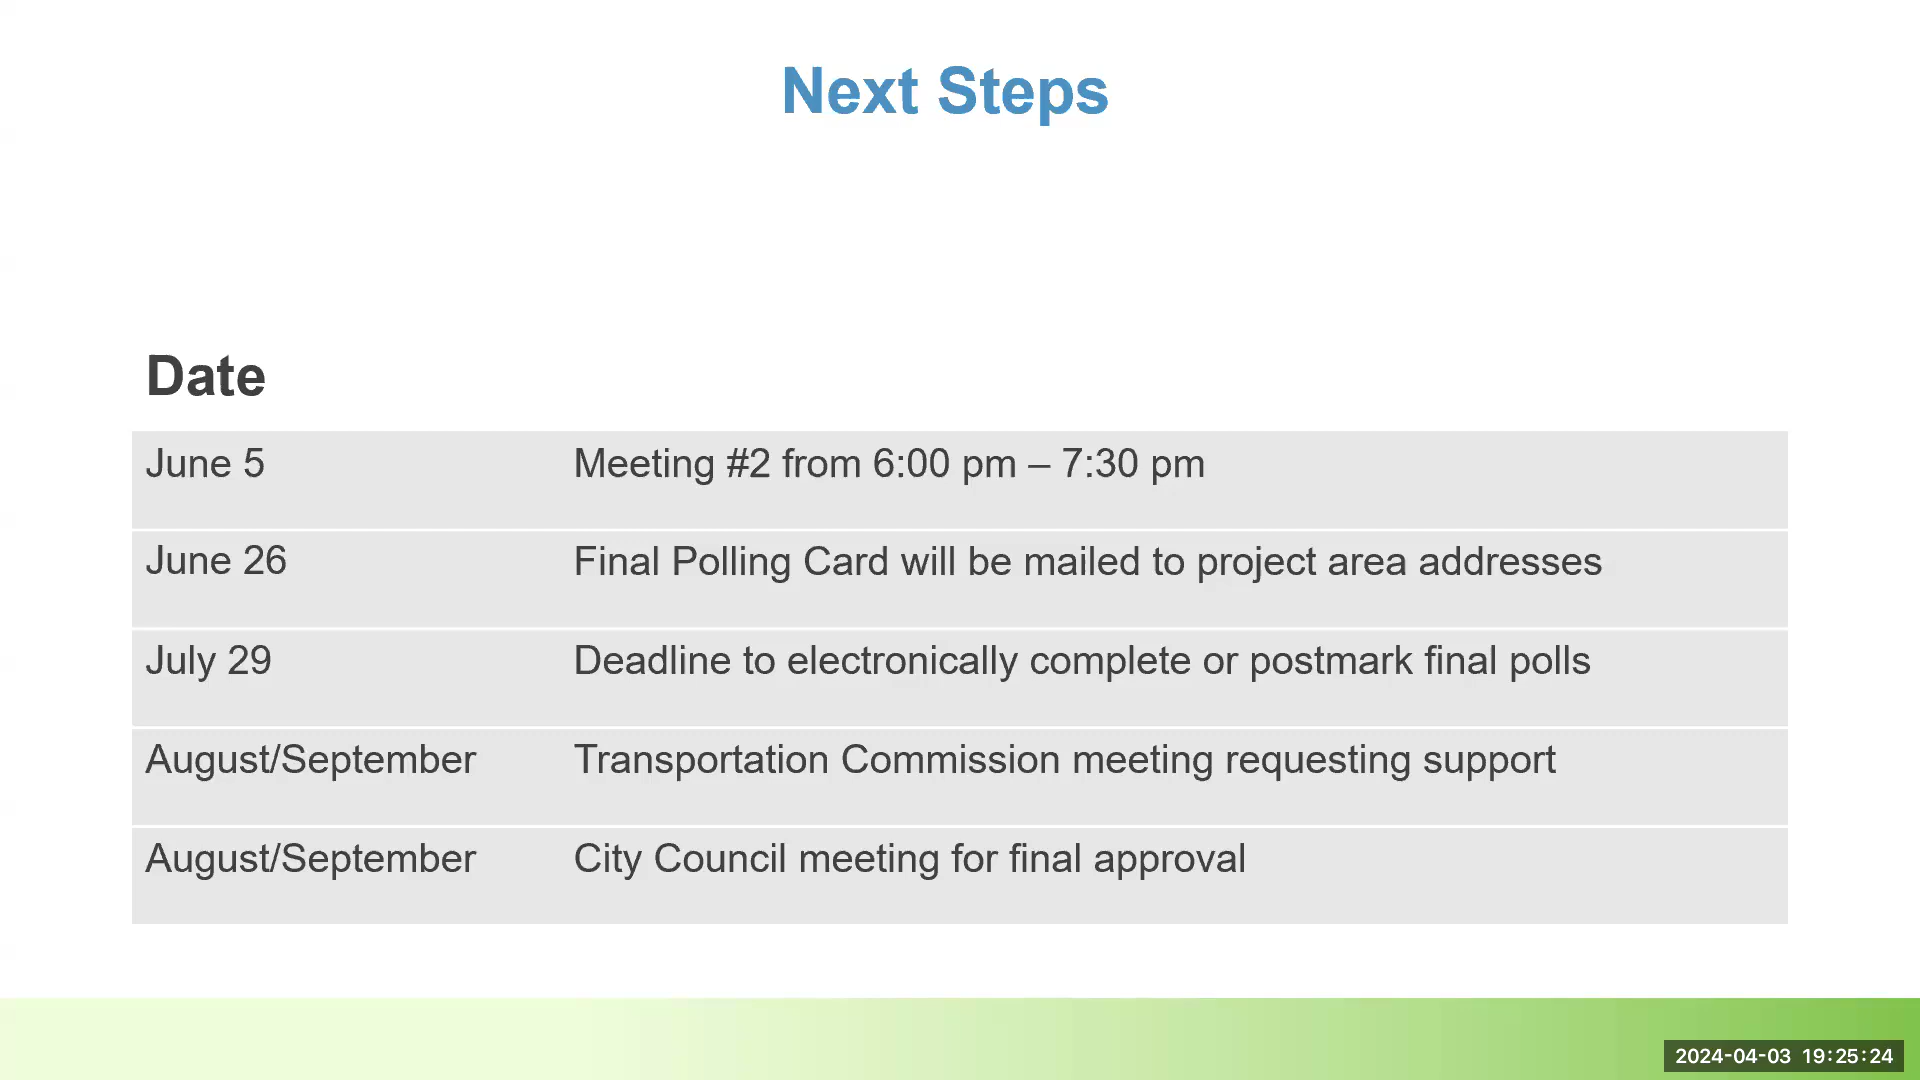 Next Steps
Date
June 5 Meeting #2 from 6:00 pm – 7:30 pm
June 26 Final Polling Card will be mailed to project area addresses
July 29 Deadline to electronically complete or postmark final polls
August/September Transportation Commission meeting requesting support
August/September City Council meeting for final approval
2024-04-03 19:25:24